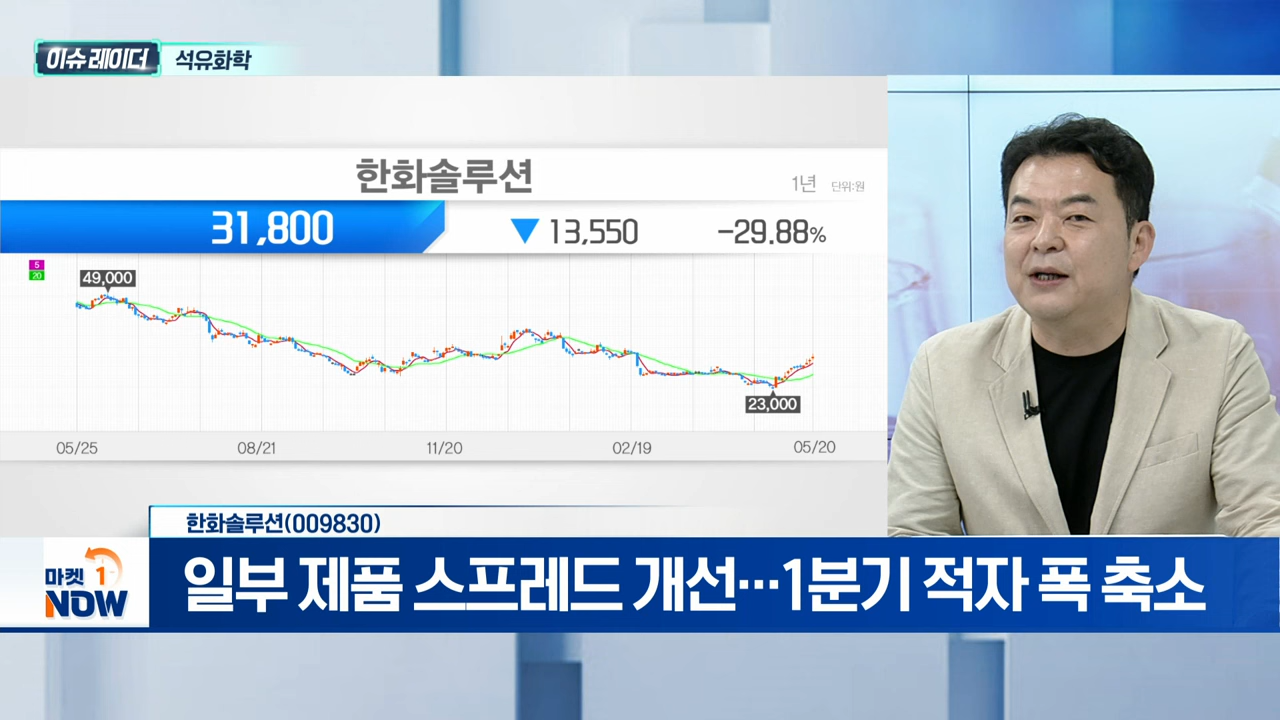 이슈 레이더 석유화학
한화솔루션
1년 단위:원
31,800 ▼ 13,550 -29.88%
5
20
49,000
23,000
05/25 08/21 11/20 02/19 05/20
한화솔루션(009830)
일부 제품 스프레드 개선…1분기 적자 폭 축소
마켓 1
NOW